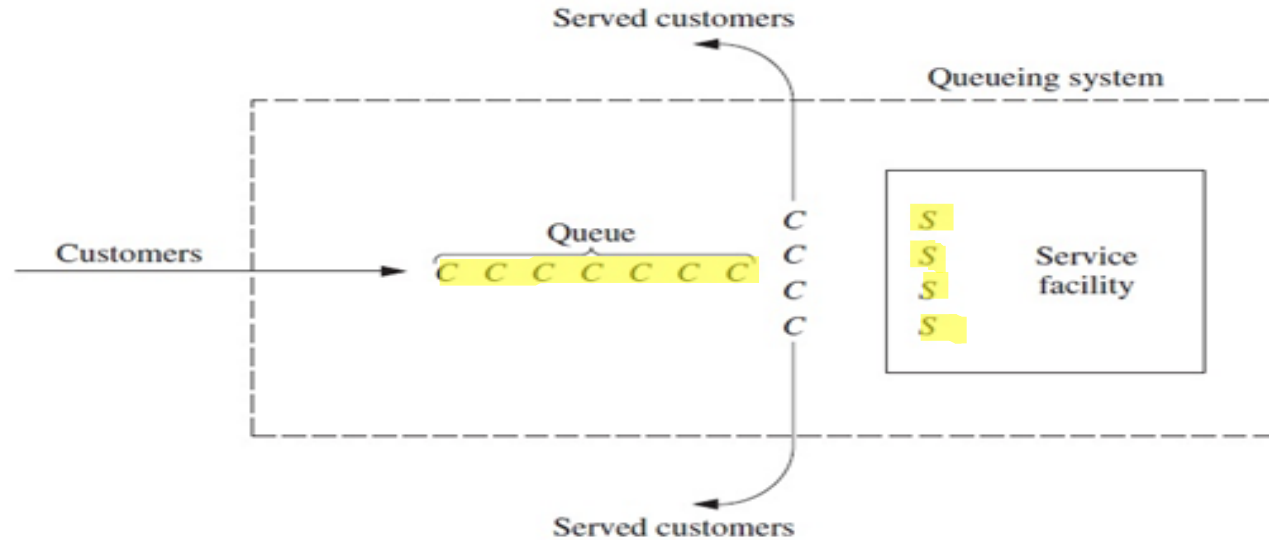 Served customers
Queueing system
Customers
Queue
C C C C C C C
C
C
C
C
S
S
S
S
Service
facility
Served customers